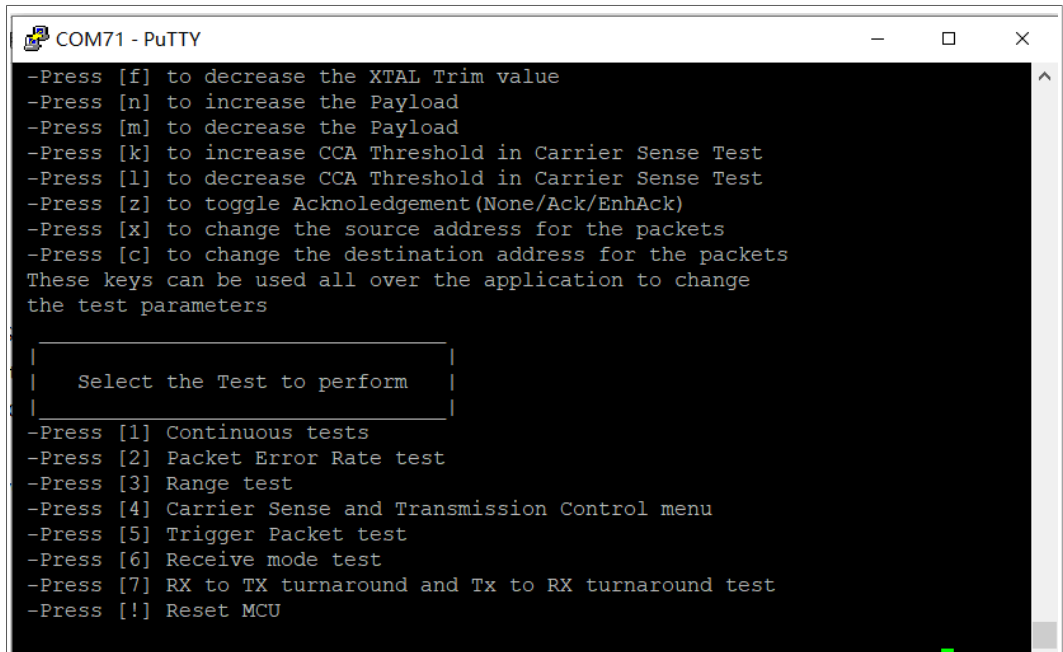 COM71 - PuTTY
-Press [f] to decrease the XTAL Trim value
-Press [n] to increase the Payload
-Press [m] to decrease the Payload
-Press [k] to increase CCA Threshold in Carrier Sense Test
-Press [l] to decrease CCA Threshold in Carrier Sense Test
-Press [z] to toggle Acknoledgement(None/Ack/EnhAck)
-Press [x] to change the source address for the packets
-Press [c] to change the destination address for the packets
These keys can be used all over the application to change
the test parameters
Select the Test to perform
-Press [1] Continuous tests
-Press [2] Packet Error Rate test
-Press [3] Range test
-Press [4] Carrier Sense and Transmission Control menu
-Press [5] Trigger Packet test
-Press [6] Receive mode test
-Press [7] RX to TX turnaround and Tx to RX turnaround test
-Press [!] Reset MCU